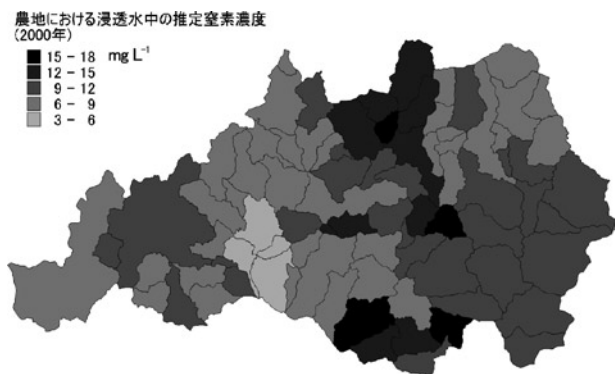 農地における浸透水中の推定窒素濃度
(2000年)
15 - 18 mg L⁻¹
12 - 15
9 - 12
6 - 9
3 - 6